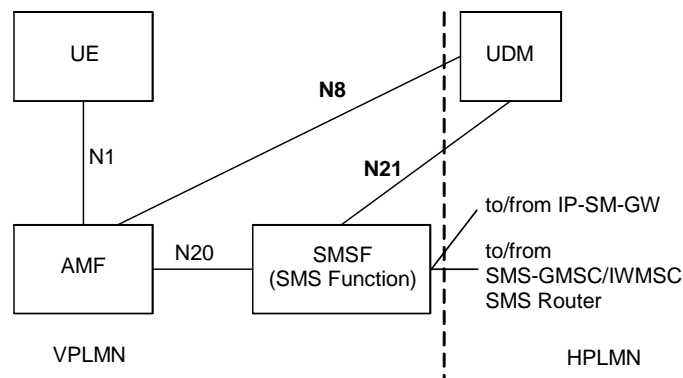 UE
UDM
N8
N1
N21
to/from IP-SM-GW
AMF
N20
SMSF
(SMS Function)
to/from
SMS-GMSC/IWMSC
SMS Router
VPLMN
HPLMN